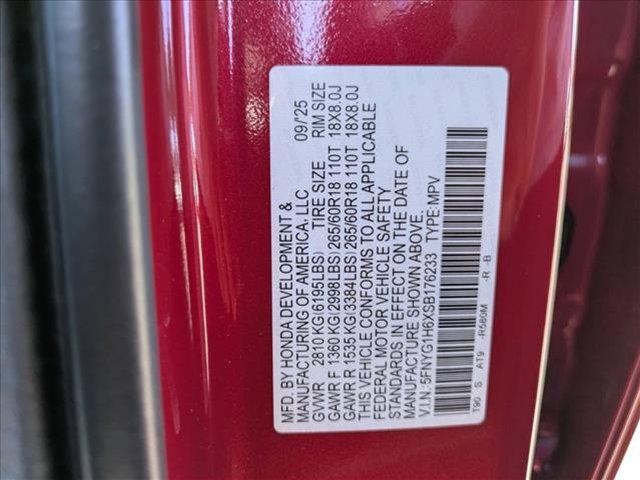 MFD. BY HONDA DEVELOPMENT &
MANUFACTURING OF AMERICA, LLC 09/'25
GVWR 2810 KG(6195LBS) TIRE SIZE RIM SIZE
GAWR F 1360 KG(2998LBS)265/60R18 110T 18X8.0J
GAWR R 1535 KG(3384LBS)265/60R18 110T 18X8.0J
THIS VEHICLE CONFORMS TO ALL APPLICABLE
FEDERAL MOTOR VEHICLE SAFETY
STANDARDS IN EFFECT ON THE DATE OF
MANUFACTURE SHOWN ABOVE.
V.I.N.:5FNYG1H6XSB176233 TYPE:MPV
T90 S AT9 -R580M -R -B